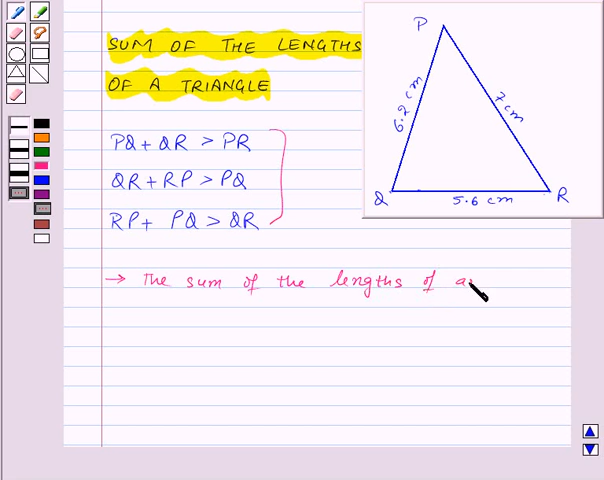 SUM OF THE LENGTHS
OF A TRIANGLE
PQ + QR > PR
QR + RP > PQ
RP + PQ > QR
→ The sum of the lengths of a
P
6.2 cm
7 cm
Q
5.6 cm
R